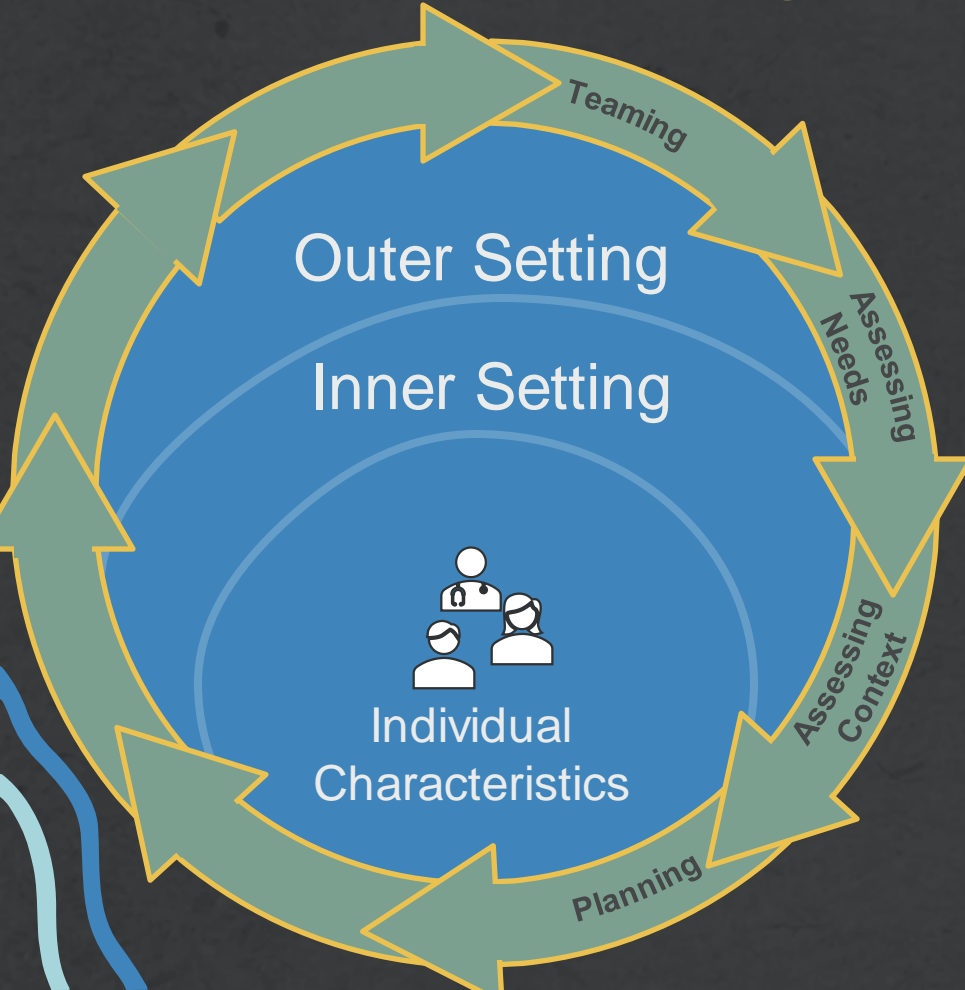 Teaming
Outer Setting
Assessing
Needs
Inner Setting
Assessing
Context
Individual
Characteristics
Planning